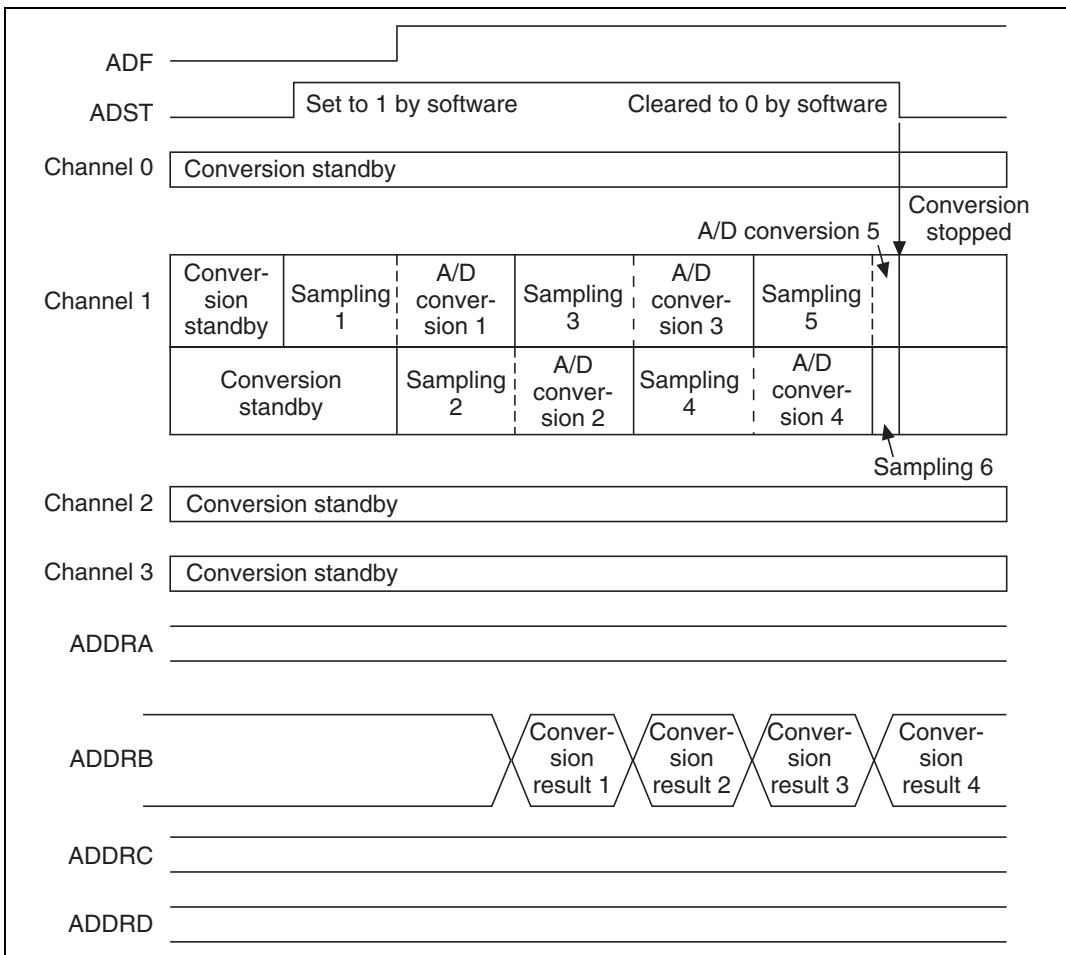 ADF
ADST
Set to 1 by software
Cleared to 0 by software
Channel 0
Conversion standby
Conversion
stopped
A/D conversion 5
Channel 1
Conver-
sion
standby
Sampling
1
A/D
conver-
sion 1
Sampling
3
A/D
conver-
sion 3
Sampling
5
Conversion
standby
Sampling
2
A/D
conver-
sion 2
Sampling
4
A/D
conver-
sion 4
Sampling 6
Channel 2
Conversion standby
Channel 3
Conversion standby
ADDRA
ADDRB
Conver-
sion
result 1
Conver-
sion
result 2
Conver-
sion
result 3
Conver-
sion
result 4
ADDRC
ADDRD